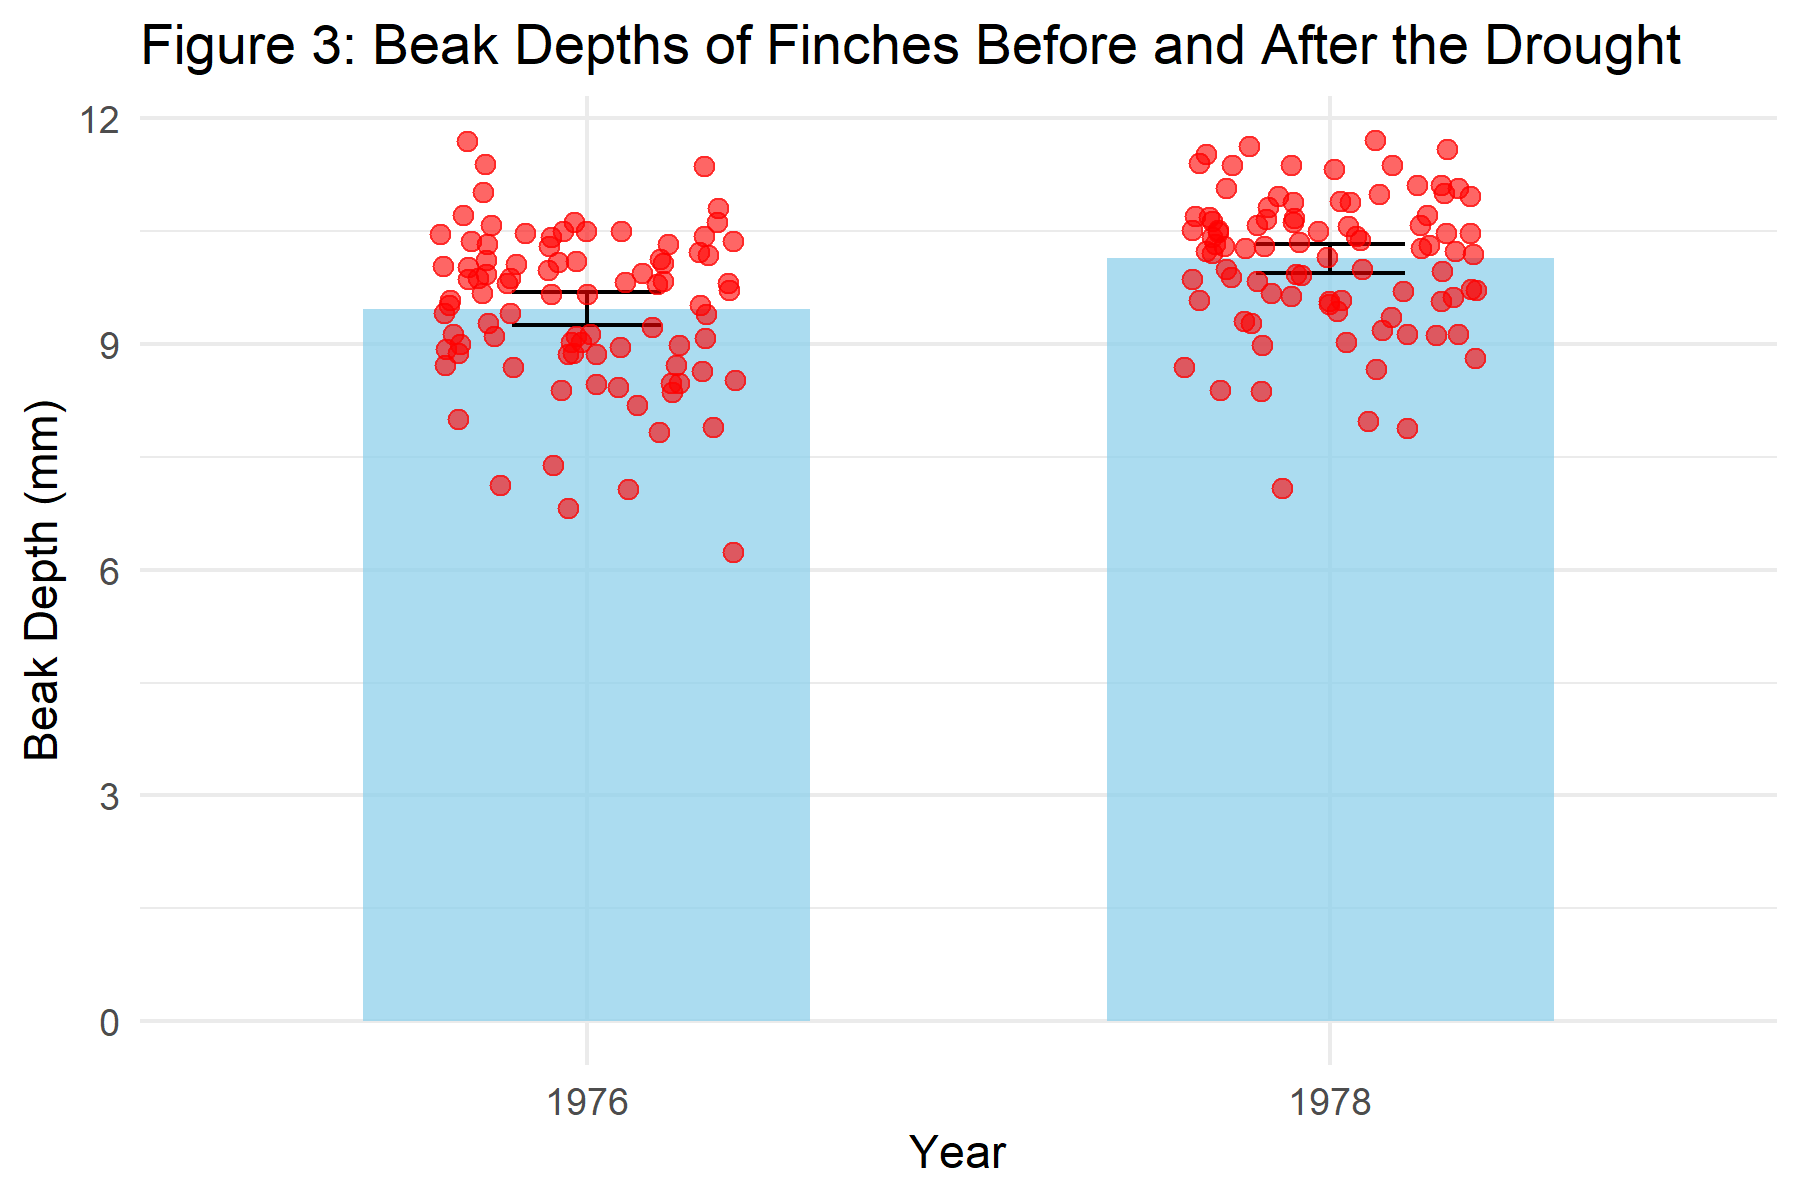 Figure 3: Beak Depths of Finches Before and After the Drought
12
9
6
3
0
Beak Depth (mm)
1976
1978
Year